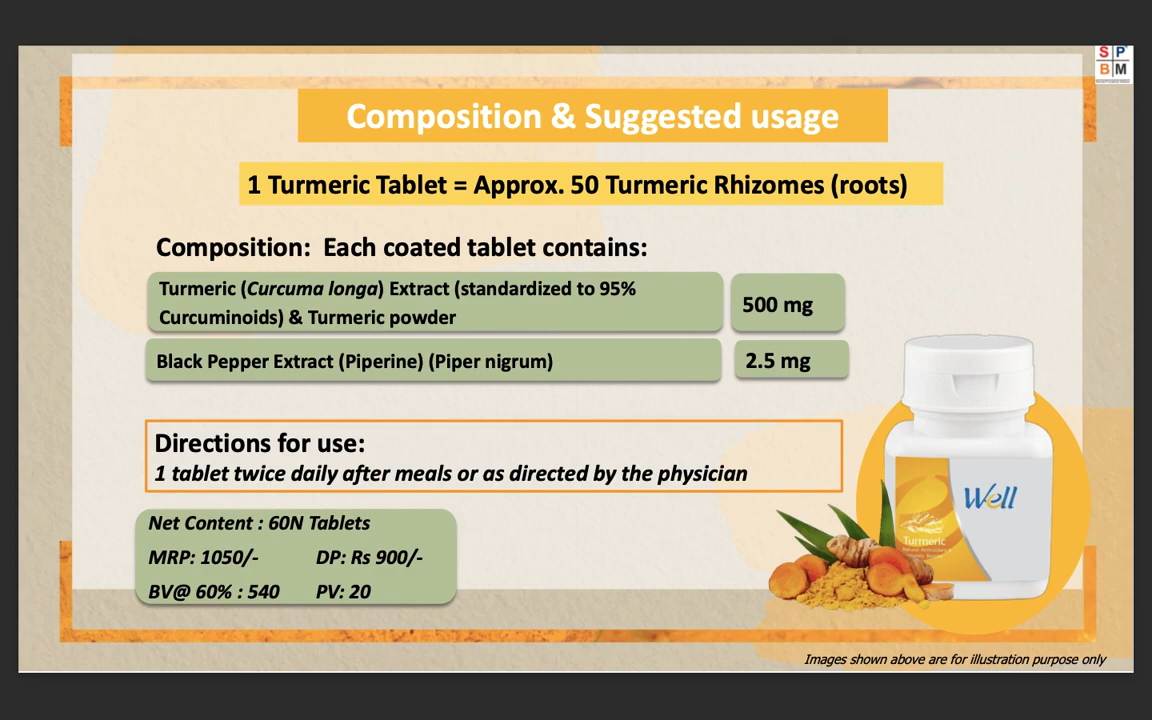 S P
B M
Composition & Suggested usage
1 Turmeric Tablet = Approx. 50 Turmeric Rhizomes (roots)
Composition: Each coated tablet contains:
Turmeric (Curcuma longa) Extract (standardized to 95%
Curcuminoids) & Turmeric powder
500 mg
Black Pepper Extract (Piperine) (Piper nigrum)
2.5 mg
Directions for use:
1 tablet twice daily after meals or as directed by the physician
Net Content : 60N Tablets
MRP: 1050/- DP: Rs 900/-
BV@ 60% : 540 PV: 20
Well
Turmeric
Images shown above are for illustration purpose only